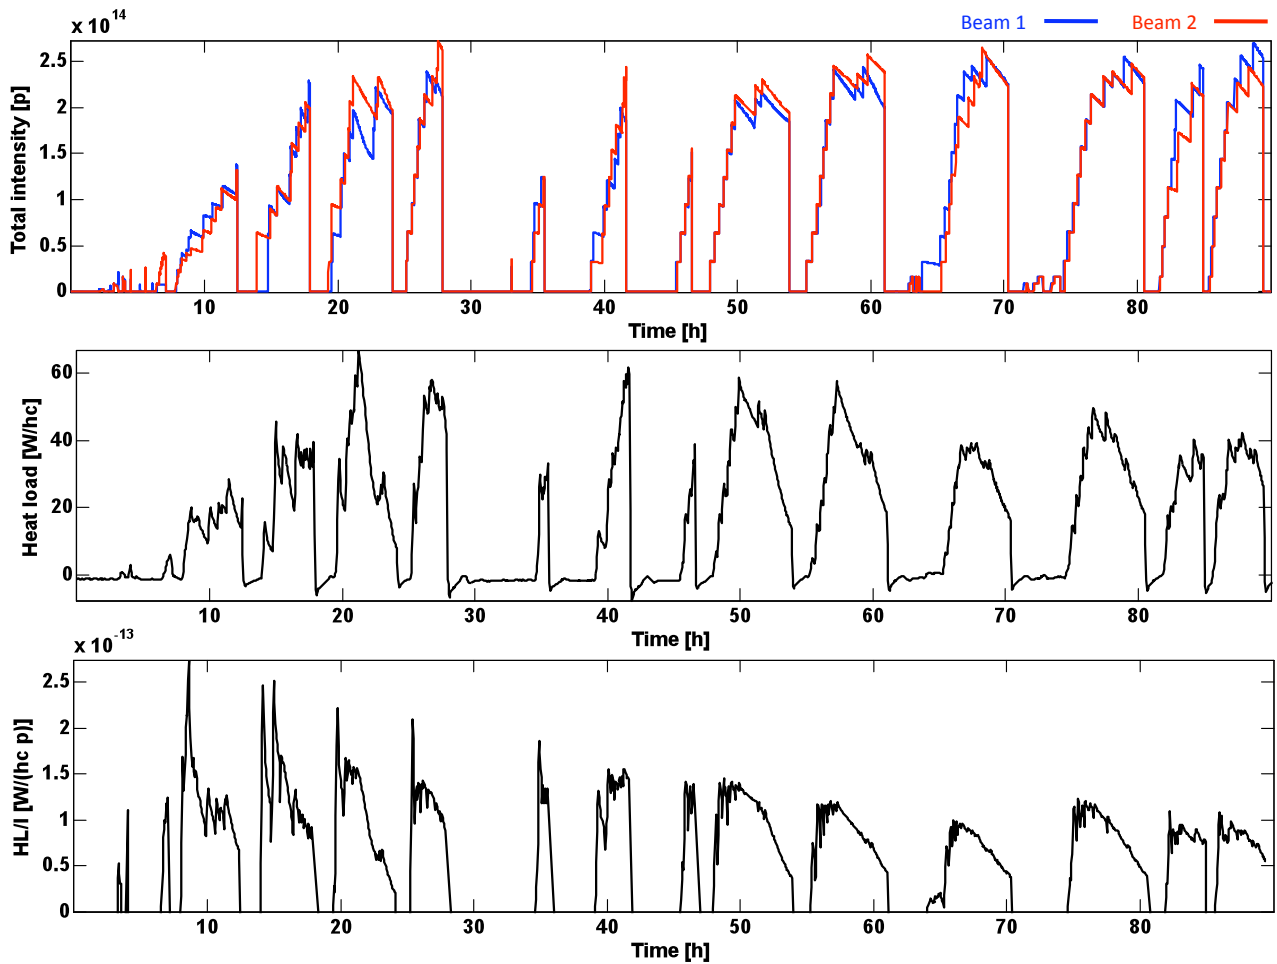 Beam 1 Beam 2
x 10^14
Total intensity [p]
2.5
2
1.5
1
0.5
0
10 20 30 40 50 60 70 80
Time [h]
Heat load [W/hc]
60
40
20
0
10 20 30 40 50 60 70 80
Time [h]
x 10^-13
HL/I [W/(hc p)]
2.5
2
1.5
1
0.5
0
10 20 30 40 50 60 70 80
Time [h]